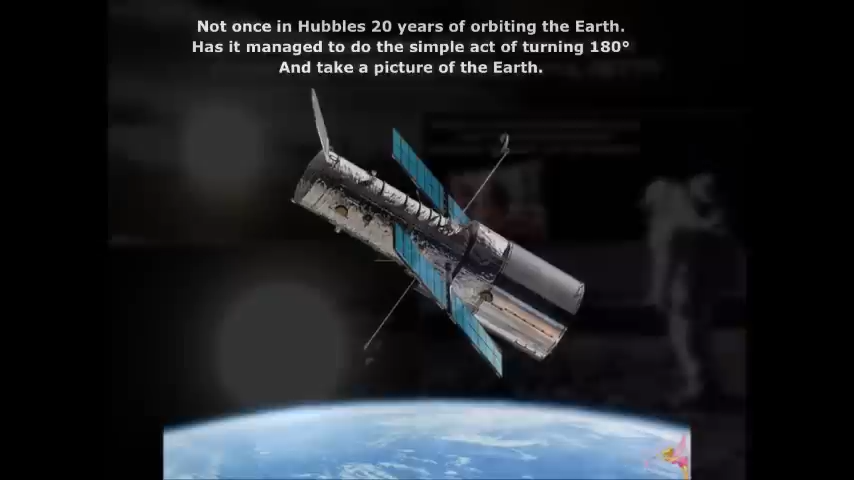 Not once in Hubbles 20 years of orbiting the Earth.
Has it managed to do the simple act of turning 180°
And take a picture of the Earth.